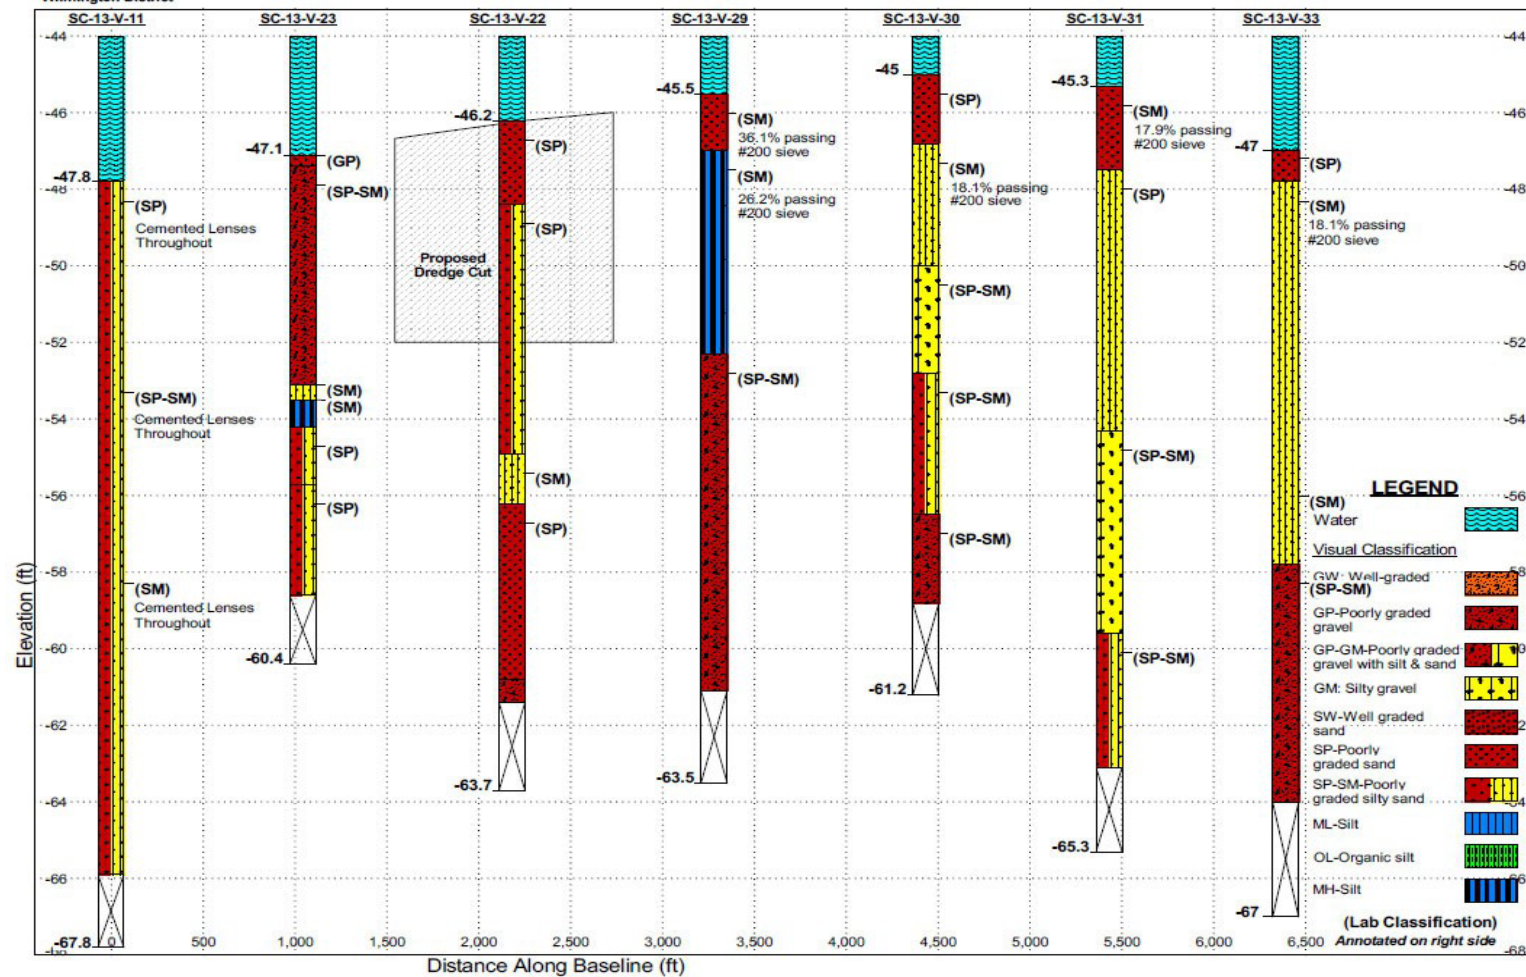 SC-13-V-11 SC-13-V-23 SC-13-V-22 SC-13-V-29 SC-13-V-30 SC-13-V-31 SC-13-V-33
-44
-46
-48
-50
-52
-54
-56
-58
-60
-62
-64
-66
Elevation (ft)
-47.8
(SP)
Cemented Lenses
Throughout
(SP-SM)
Cemented Lenses
Throughout
(SM)
Cemented Lenses
Throughout
-67.8
-47.1
(GP)
(SP-SM)
(SM)
(SM)
(SP)
(SP)
-60.4
-46.2
(SP)
(SP)
Proposed
Dredge Cut
(SM)
(SP)
-63.7
-45.5
(SM)
36.1% passing
#200 sieve
(SM)
26.2% passing
#200 sieve
(SP-SM)
-63.5
-45
(SP)
(SM)
18.1% passing
#200 sieve
(SP-SM)
(SP-SM)
(SP-SM)
-61.2
-45.3
(SM)
17.9% passing
#200 sieve
(SP)
(SP-SM)
(SP-SM)
-65.3
-47
(SP)
(SM)
18.1% passing
#200 sieve
(SM)
(SP-SM)
-67
-44
-46
-48
-50
-52
-54
-56
-68
LEGEND
Water
Visual Classification
GW: Well-graded
GP-Poorly graded
gravel
GP-GM-Poorly graded
gravel with silt & sand
GM: Silty gravel
SW-Well graded
sand
SP-Poorly
graded sand
SP-SM-Poorly
graded silty sand
ML-Silt
OL-Organic silt
MH-Silt
(Lab Classification)
Annotated on right side
0 500 1,000 1,500 2,000 2,500 3,000 3,500 4,000 4,500 5,000 5,500 6,000 6,500
Distance Along Baseline (ft)